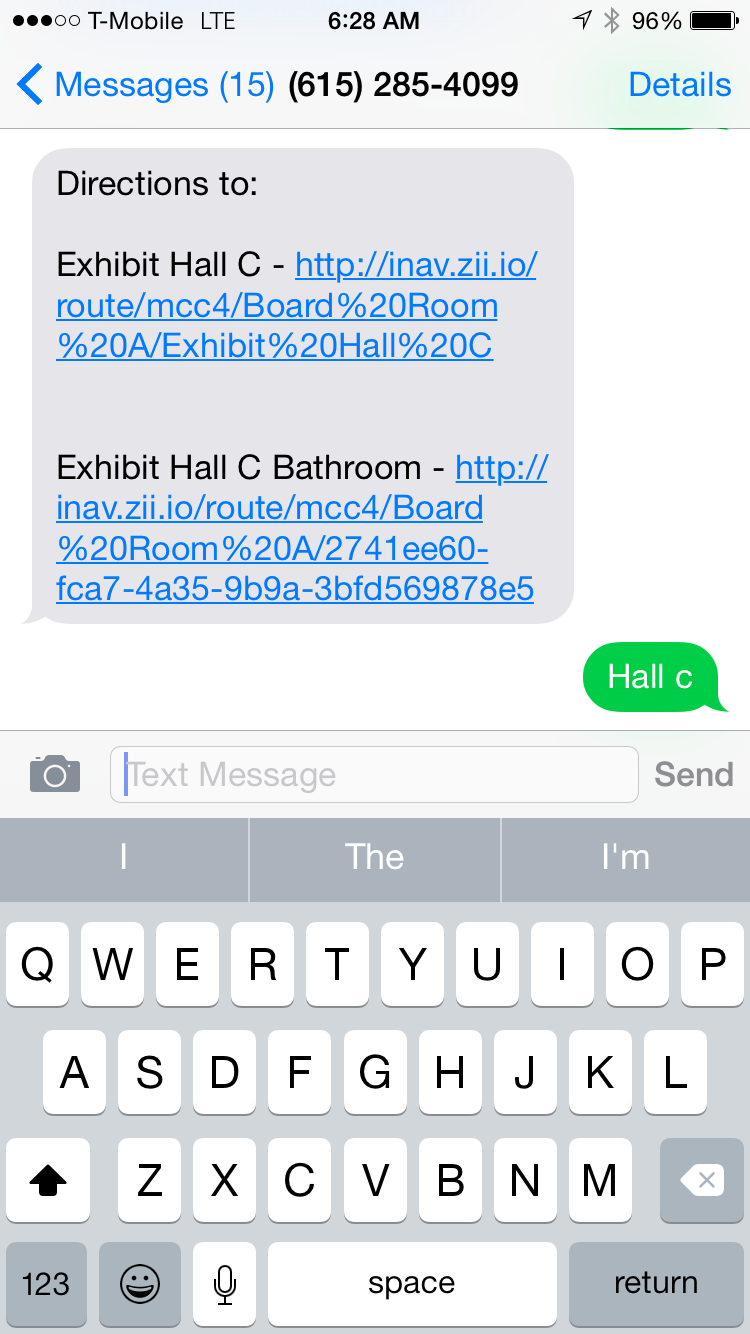 T-Mobile LTE 6:28 AM 96%
Messages (15) (615) 285-4099 Details
Directions to:
Exhibit Hall C - http://inav.zii.io/
route/mcc4/Board%20Room
%20A/Exhibit%20Hall%20C
Exhibit Hall C Bathroom - http://
inav.zii.io/route/mcc4/Board
%20Room%20A/2741ee60-
fca7-4a35-9b9a-3bfd569878e5
Hall c
Text Message Send
I The I'm
Q W E R T Y U I O P
A S D F G H J K L
Z X C V B N M
123 space return